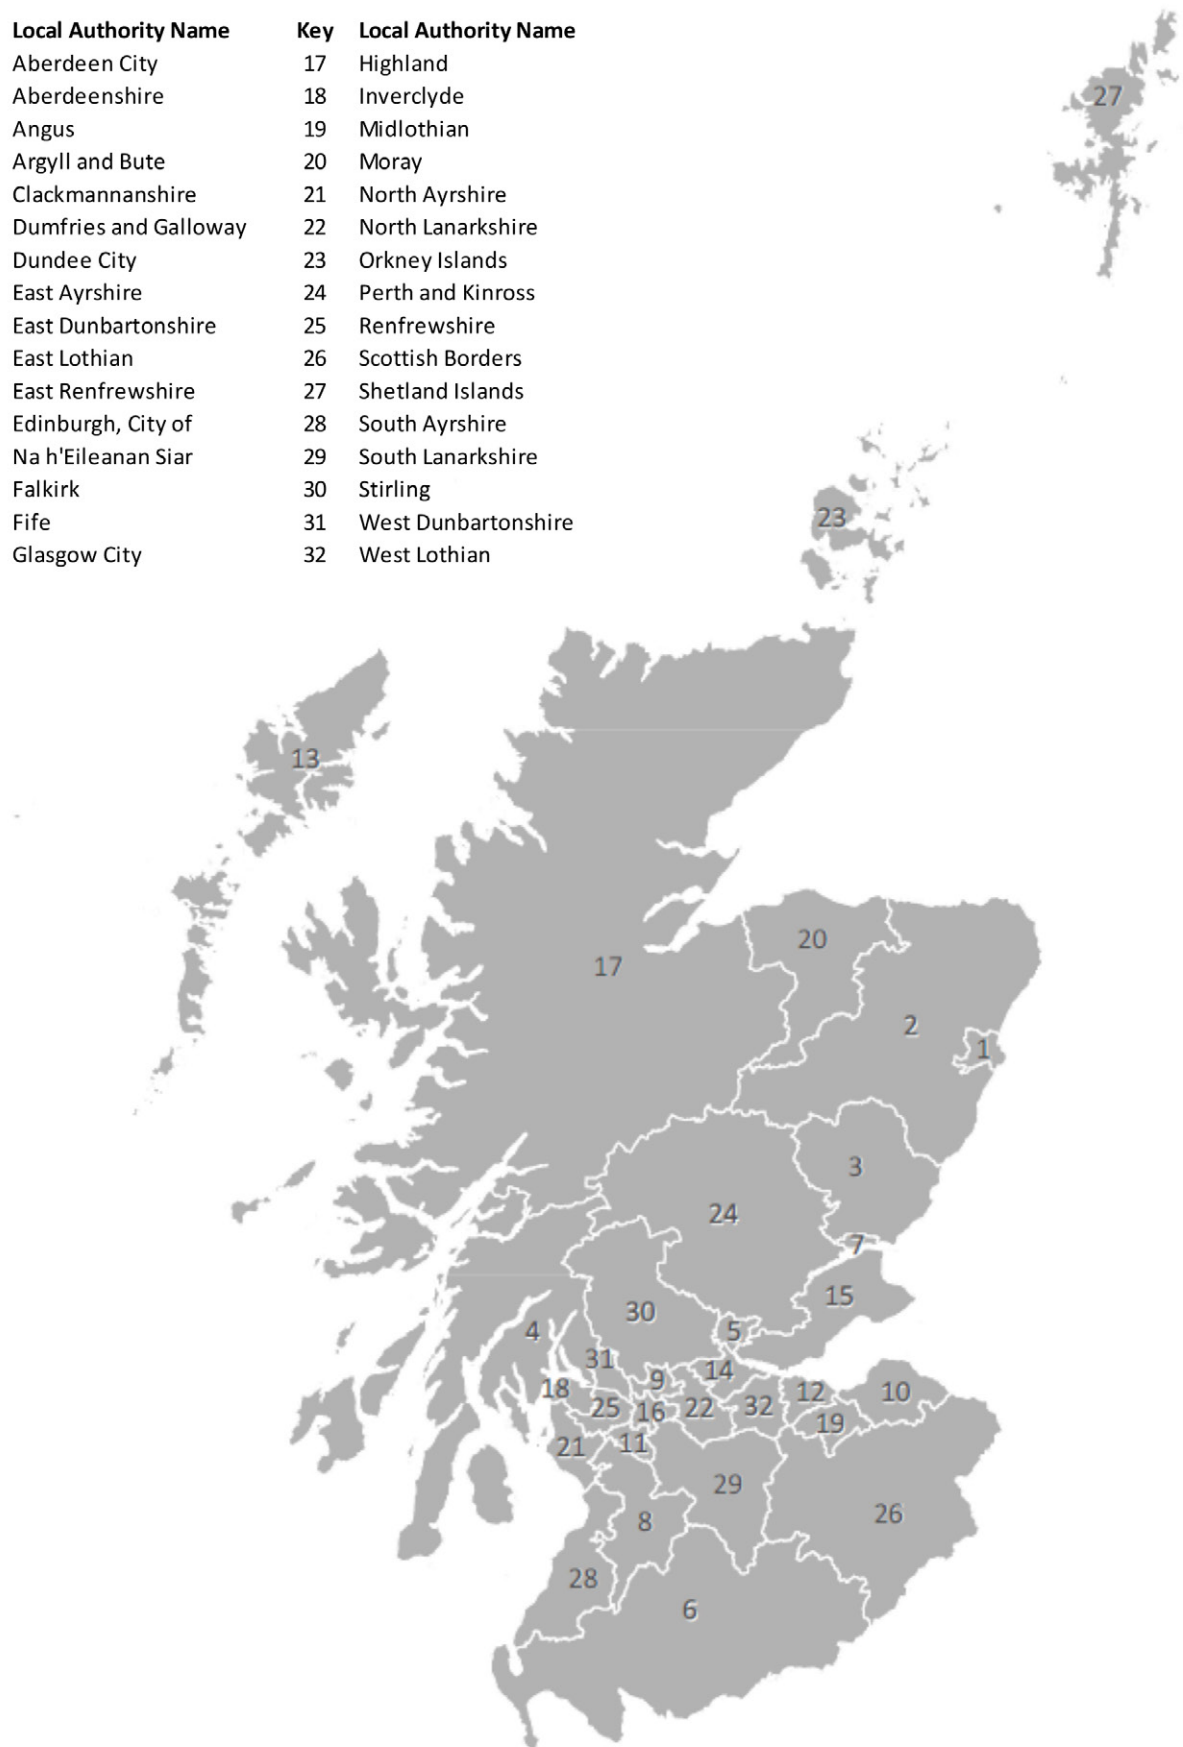 Local Authority Name Key Local Authority Name
Aberdeen City 17 Highland
Aberdeenshire 18 Inverclyde
Angus 19 Midlothian
Argyll and Bute 20 Moray
Clackmannanshire 21 North Ayrshire
Dumfries and Galloway 22 North Lanarkshire
Dundee City 23 Orkney Islands
East Ayrshire 24 Perth and Kinross
East Dunbartonshire 25 Renfrewshire
East Lothian 26 Scottish Borders
East Renfrewshire 27 Shetland Islands
Edinburgh, City of 28 South Ayrshire
Na h'Eileanan Siar 29 South Lanarkshire
Falkirk 30 Stirling
Fife 31 West Dunbartonshire
Glasgow City 32 West Lothian
27
23
13
20
17
2
1
3
24
7
15
30
4
5
31
14
9
18
12
10
25
16
22
32
19
21
11
29
26
8
28
6